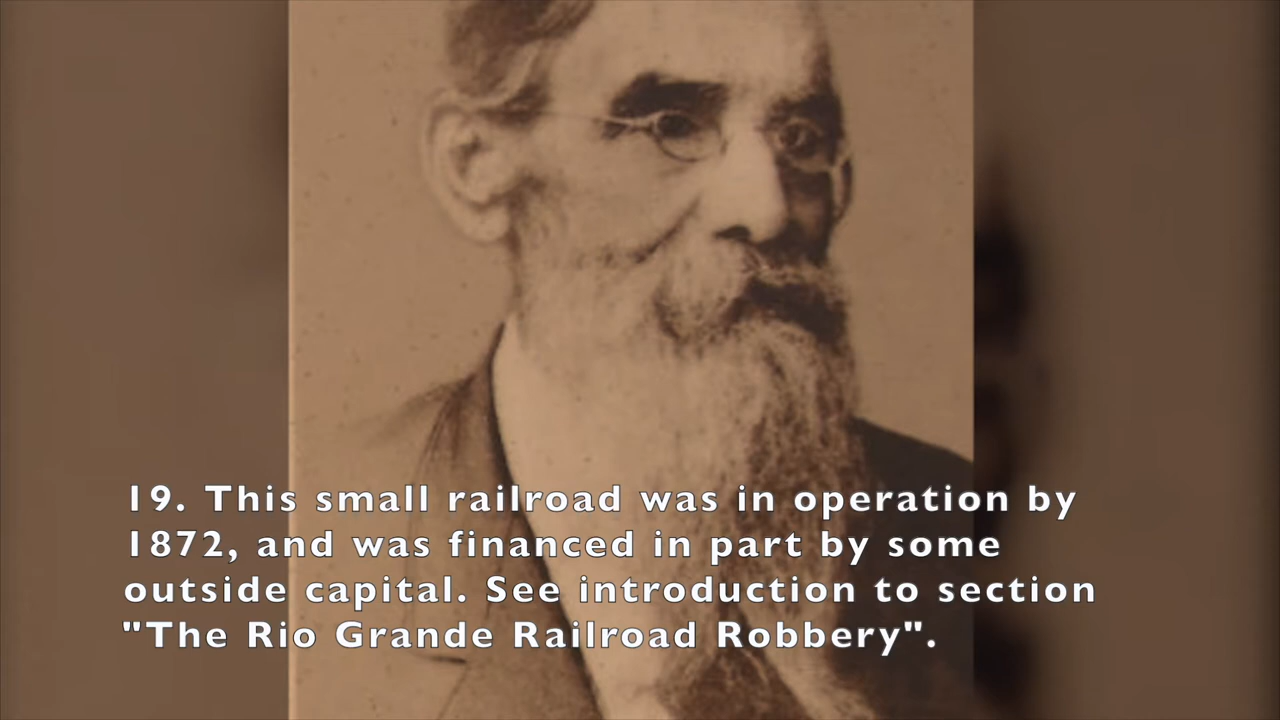 19. This small railroad was in operation by
1872, and was financed in part by some
outside capital. See introduction to section
"The Rio Grande Railroad Robbery".